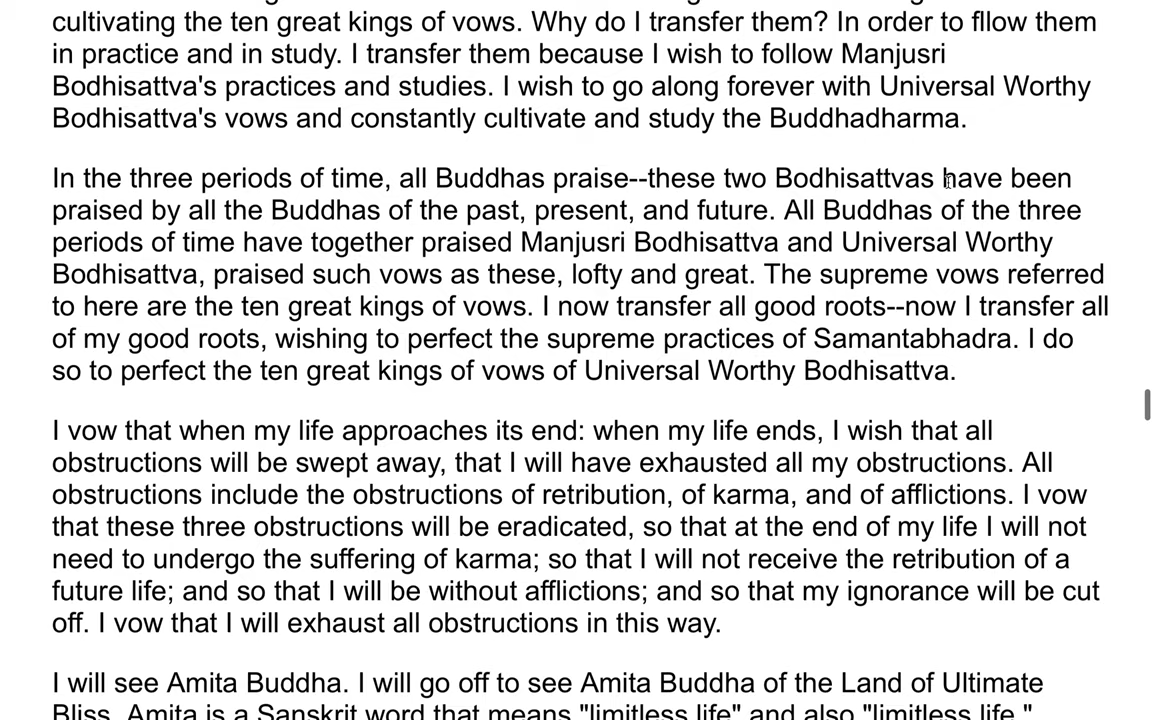 cultivating the ten great kings of vows. Why do I transfer them? In order to fllow them
in practice and in study. I transfer them because I wish to follow Manjusri
Bodhisattva's practices and studies. I wish to go along forever with Universal Worthy
Bodhisattva's vows and constantly cultivate and study the Buddhadharma.
In the three periods of time, all Buddhas praise--these two Bodhisattvas have been
praised by all the Buddhas of the past, present, and future. All Buddhas of the three
periods of time have together praised Manjusri Bodhisattva and Universal Worthy
Bodhisattva, praised such vows as these, lofty and great. The supreme vows referred
to here are the ten great kings of vows. I now transfer all good roots--now I transfer all
of my good roots, wishing to perfect the supreme practices of Samantabhadra. I do
so to perfect the ten great kings of vows of Universal Worthy Bodhisattva.
I vow that when my life approaches its end: when my life ends, I wish that all
obstructions will be swept away, that I will have exhausted all my obstructions. All
obstructions include the obstructions of retribution, of karma, and of afflictions. I vow
that these three obstructions will be eradicated, so that at the end of my life I will not
need to undergo the suffering of karma; so that I will not receive the retribution of a
future life; and so that I will be without afflictions; and so that my ignorance will be cut
off. I vow that I will exhaust all obstructions in this way.
I will see Amita Buddha. I will go off to see Amita Buddha of the Land of Ultimate
Bliss. Amita is a Sanskrit word that means "limitless life" and also "limitless life."